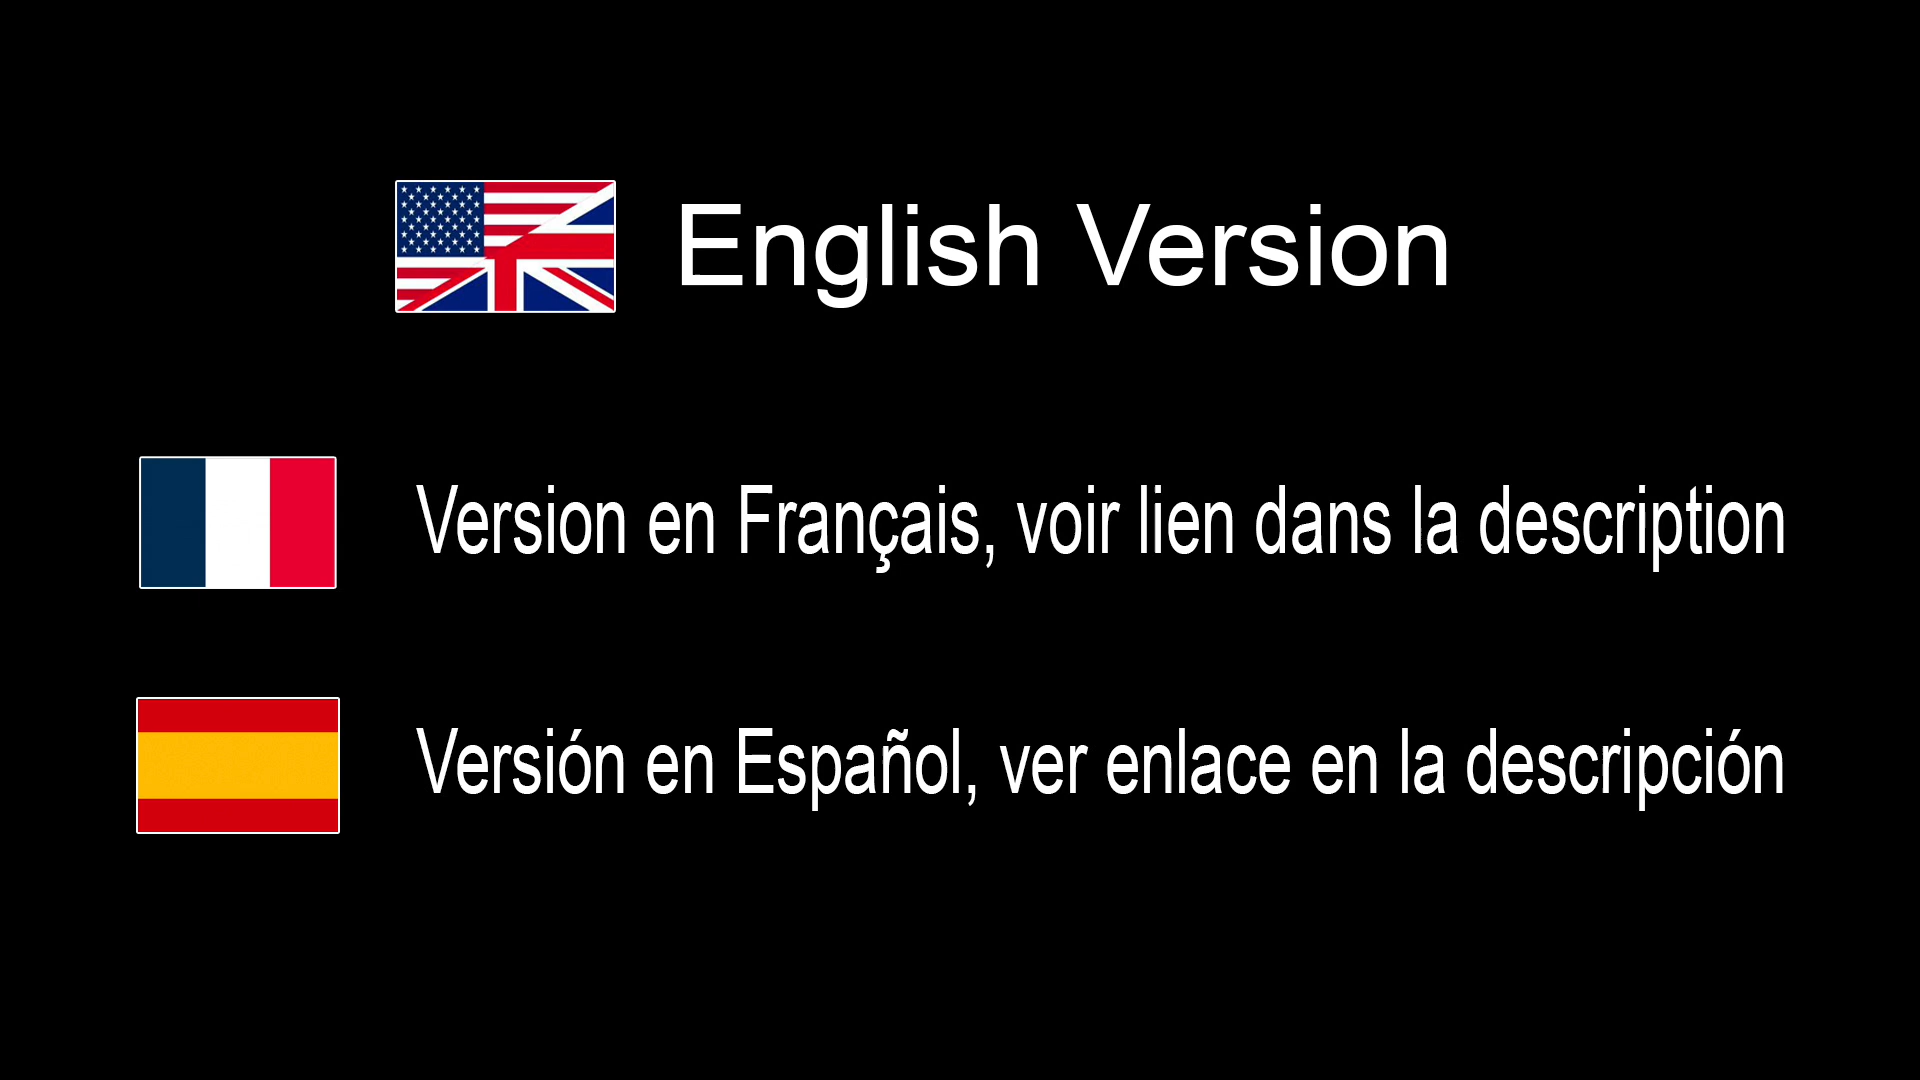 English Version
Version en Français, voir lien dans la description
Versión en Español, ver enlace en la descripción